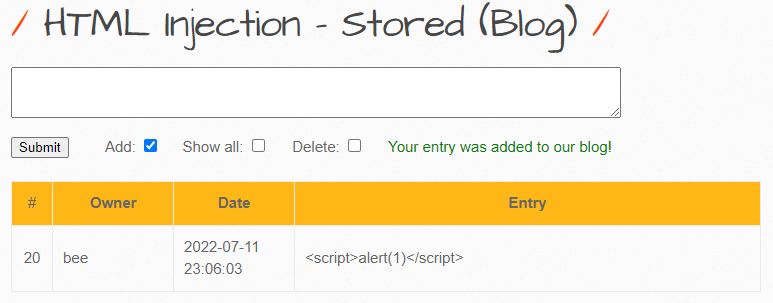 / HTML Injection - Stored (Blog) /
Submit Add: Show all: Delete: Your entry was added to our blog!
# Owner Date Entry
20 bee 2022-07-11 <script>alert(1)</script>
23:06:03